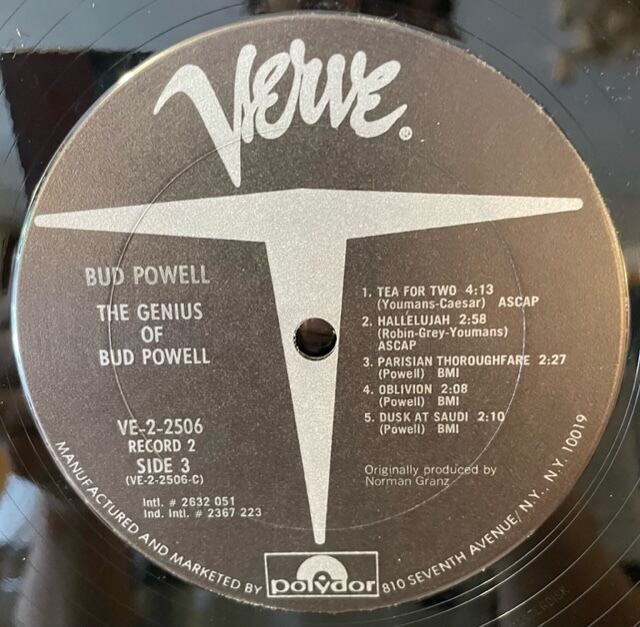 Verve®
BUD POWELL
THE GENIUS
OF
BUD POWELL
VE-2-2506
RECORD 2
SIDE 3
(VE-2-2506-C)
Intl. # 2632 051
Ind. Intl. # 2367 223
1. TEA FOR TWO 4:13
(Youmans-Caesar) ASCAP
2. HALLELUJAH 2:58
(Robin-Grey-Youmans)
ASCAP
3. PARISIAN THOROUGHFARE 2:27
(Powell) BMI
4. OBLIVION 2:08
(Powell) BMI
5. DUSK AT SAUDI 2:10
(Powell) BMI
Originally produced by
Norman Granz
MANUFACTURED AND MARKETED BY polydor 810 SEVENTH AVENUE/ N.Y., N.Y. 10019